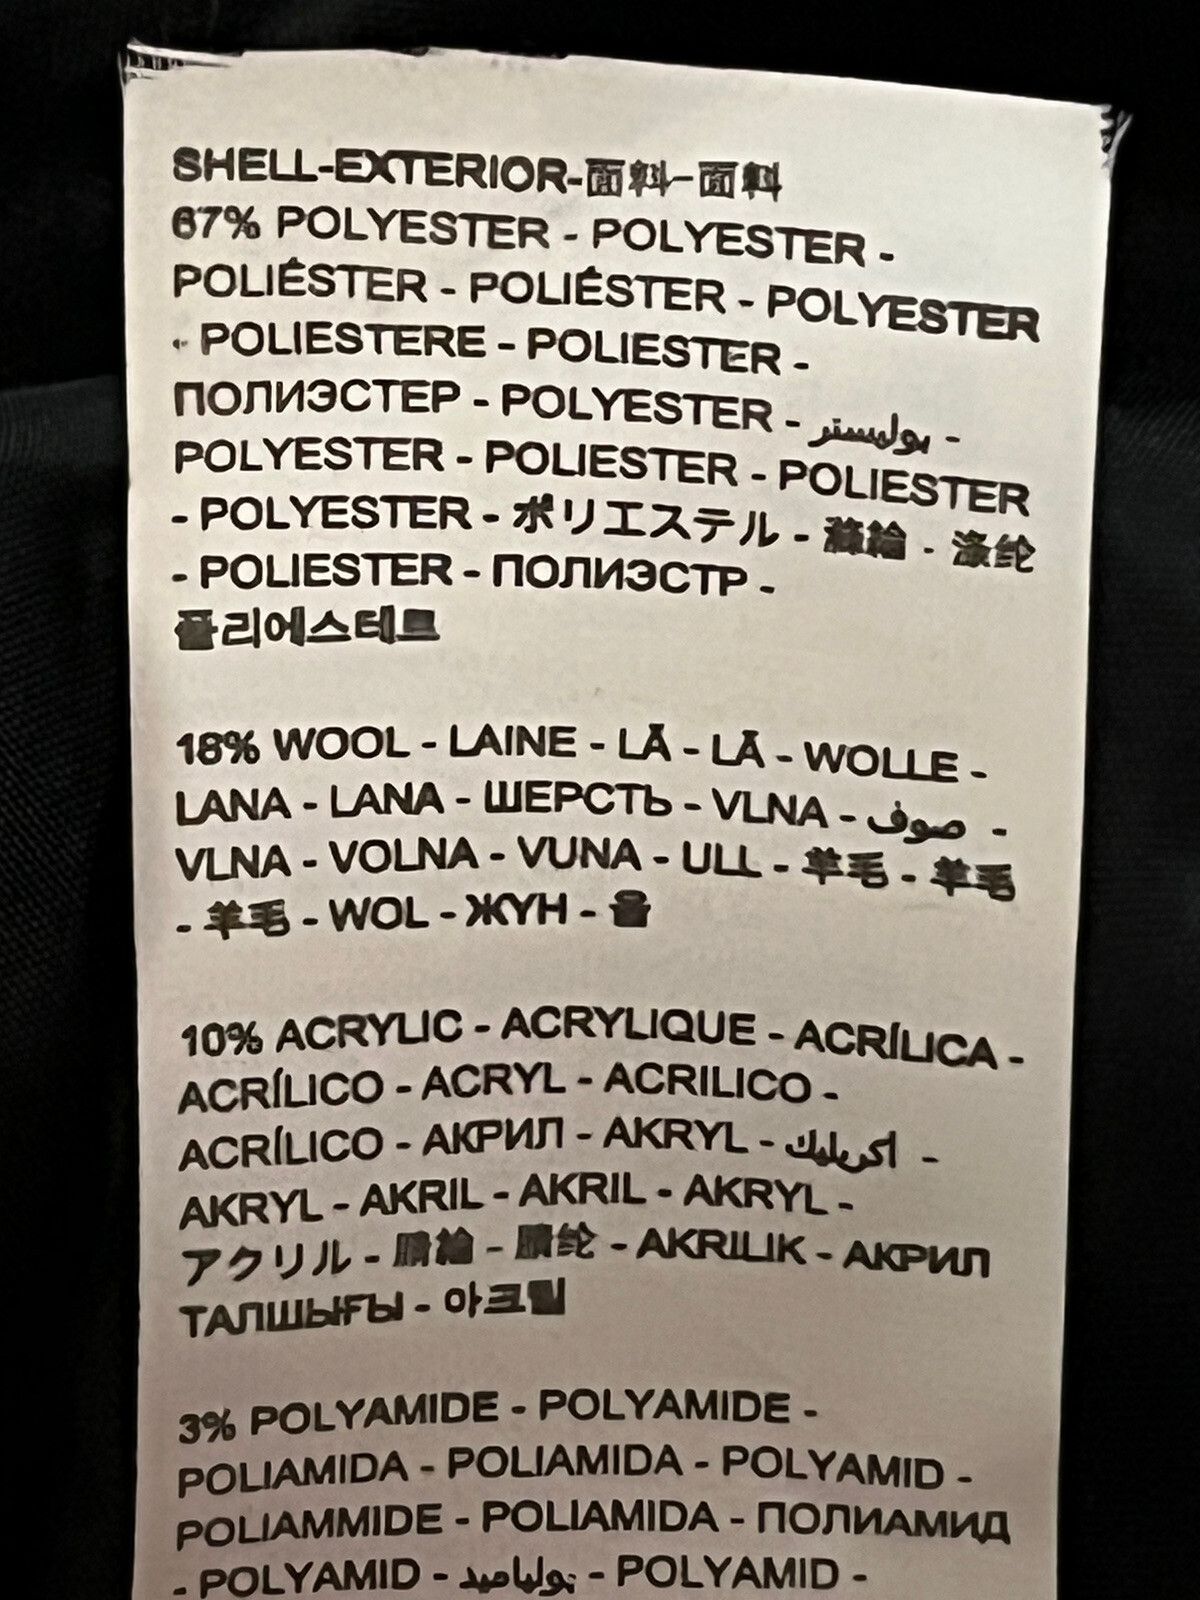 SHELL-EXTERIOR-面料-面料
67% POLYESTER - POLYESTER -
POLIÉSTER - POLIÉSTER - POLYESTER
- POLIESTERE - POLIESTER -
ПОЛИЭСТЕР - POLYESTER - بوليستر -
POLYESTER - POLIESTER - POLIESTER
- POLYESTER - ポリエステル - 滌綸 - 涤纶
- POLIESTER - ПОЛИЭСТР -
폴리에스테르
18% WOOL - LAINE - LÃ - LÃ - WOLLE -
LANA - LANA - ШЕРСТЬ - VLNA - صوف -
VLNA - VOLNA - VUNA - ULL - 羊毛 - 羊毛
- 羊毛 - WOL - ЖҮН - 울
10% ACRYLIC - ACRYLIQUE - ACRÍLICA -
ACRÍLICO - ACRYL - ACRILICO -
ACRÍLICO - АКРИЛ - AKRYL - اكريليك -
AKRYL - AKRIL - AKRIL - AKRYL -
アクリル - 腈綸 - 腈纶 - AKRILIK - АКРИЛ
ТАЛШЫҒЫ - 아크릴
3% POLYAMIDE - POLYAMIDE -
POLIAMIDA - POLIAMIDA - POLYAMID -
POLIAMMIDE - POLIAMIDA - ПОЛИАМИД
- POLYAMID - بولياميد - POLYAMID -